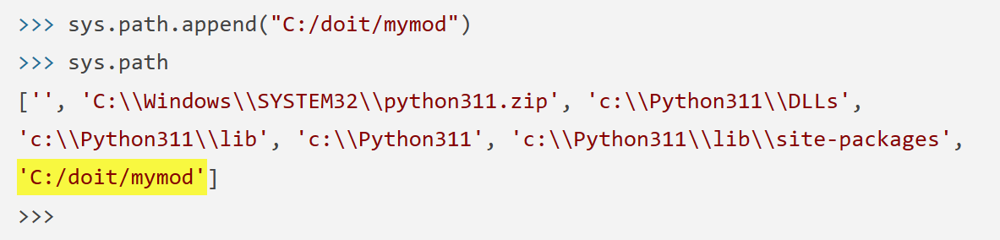 >>> sys.path.append("C:/doit/mymod")
>>> sys.path
['', 'C:\\Windows\\SYSTEM32\\python311.zip', 'c:\\Python311\\DLLs',
'c:\\Python311\\lib', 'c:\\Python311', 'c:\\Python311\\lib\\site-packages',
'C:/doit/mymod']
>>>